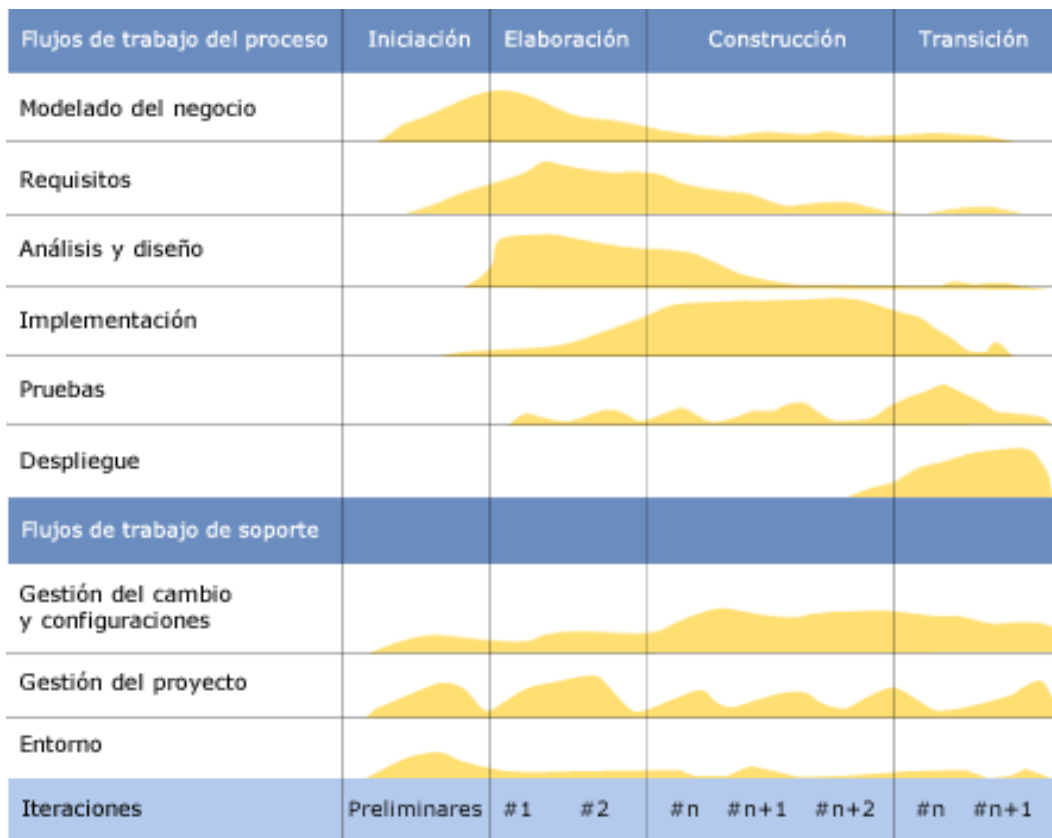 Flujos de trabajo del proceso Iniciación Elaboración Construcción Transición
Modelado del negocio
Requisitos
Análisis y diseño
Implementación
Pruebas
Despliegue
Flujos de trabajo de soporte
Gestión del cambio
y configuraciones
Gestión del proyecto
Entorno
Iteraciones Preliminares #1 #2 #n #n+1 #n+2 #n #n+1